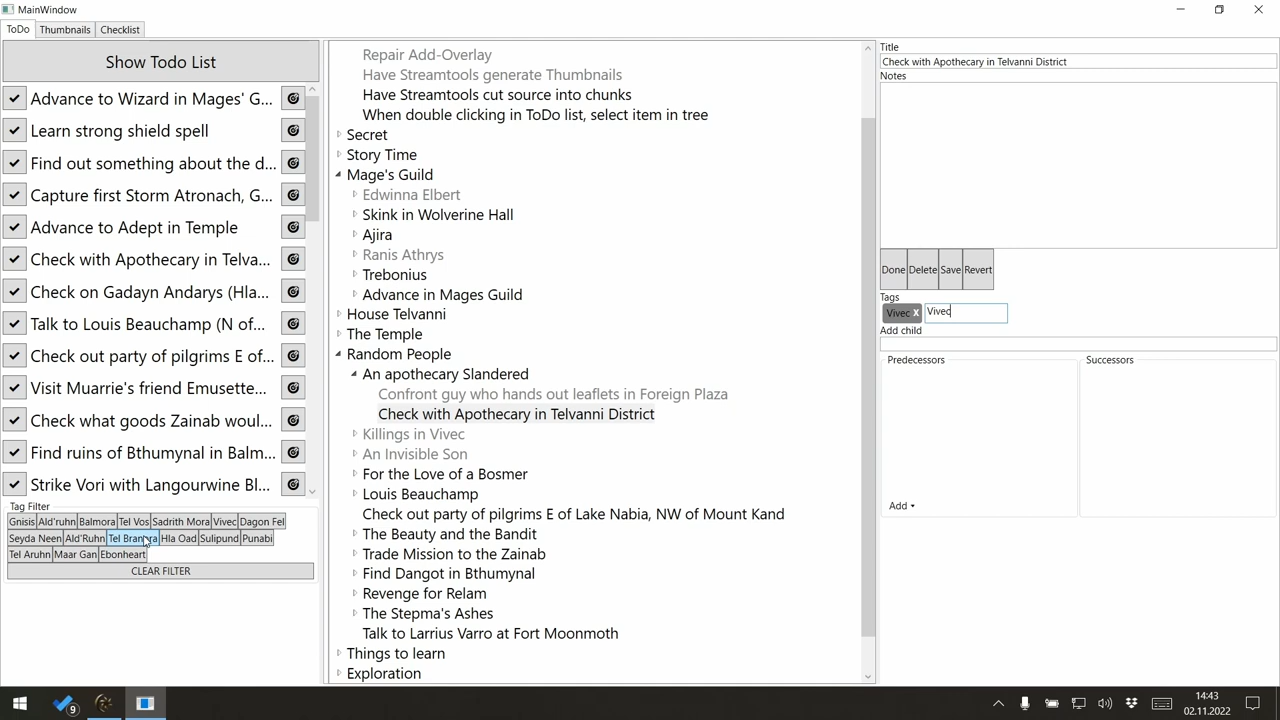 MainWindow
ToDo Thumbnails Checklist
Show Todo List
Advance to Wizard in Mages' G...
Learn strong shield spell
Find out something about the d...
Capture first Storm Atronach, G...
Advance to Adept in Temple
Check with Apothecary in Telva...
Check on Gadayn Andarys (Hla...
Talk to Louis Beauchamp (N of...
Check out party of pilgrims E of...
Visit Muarrie's friend Emusette...
Check what goods Zainab woul...
Find ruins of Bthumynal in Balm...
Strike Vori with Langourwine Bl...
Tag Filter
Gnisis Ald'ruhn Balmora Tel Vos Sadrith Mora Vivec Dagon Fel
Seyda Neen Ald'Ruhn Tel Branora Hla Oad Sulipund Punabi
Tel Aruhn Maar Gan Ebonheart
CLEAR FILTER
Repair Add-Overlay
Have Streamtools generate Thumbnails
Have Streamtools cut source into chunks
When double clicking in ToDo list, select item in tree
Secret
Story Time
Mage's Guild
Edwinna Elbert
Skink in Wolverine Hall
Ajira
Ranis Athrys
Trebonius
Advance in Mages Guild
House Telvanni
The Temple
Random People
An apothecary Slandered
Confront guy who hands out leaflets in Foreign Plaza
Check with Apothecary in Telvanni District
Killings in Vivec
An Invisible Son
For the Love of a Bosmer
Louis Beauchamp
Check out party of pilgrims E of Lake Nabia, NW of Mount Kand
The Beauty and the Bandit
Trade Mission to the Zainab
Find Dangot in Bthumynal
Revenge for Relam
The Stepma's Ashes
Talk to Larrius Varro at Fort Moonmoth
Things to learn
Exploration
Title
Check with Apothecary in Telvanni District
Notes
Done Delete Save Revert
Tags
Vivec x Vivec
Add child
Predecessors Successors
Add
9
14:43
02.11.2022